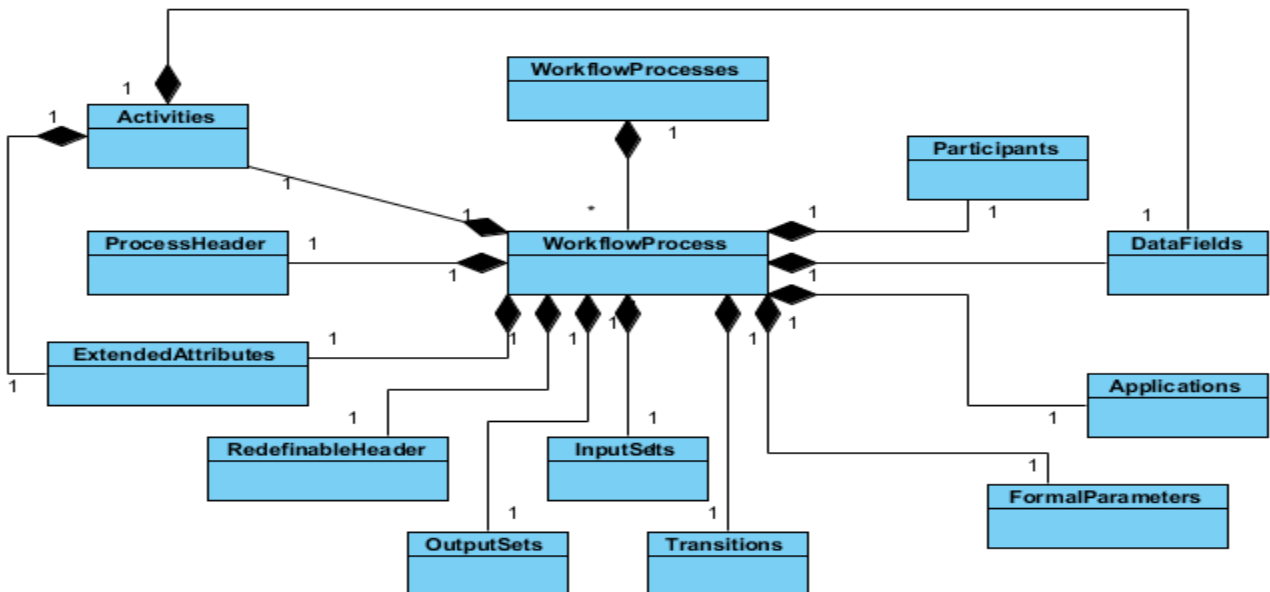 1
WorkflowProcesses
1
1
Activities
Participants
1
1
*
1
1
1
1
ProcessHeader
1
WorkflowProcess
DataFields
1
1
1
1
1
1
1
1
ExtendedAttributes
1
Applications
1
1
1
1
RedefinableHeader
InputSets
1
FormalParameters
1
1
OutputSets
Transitions